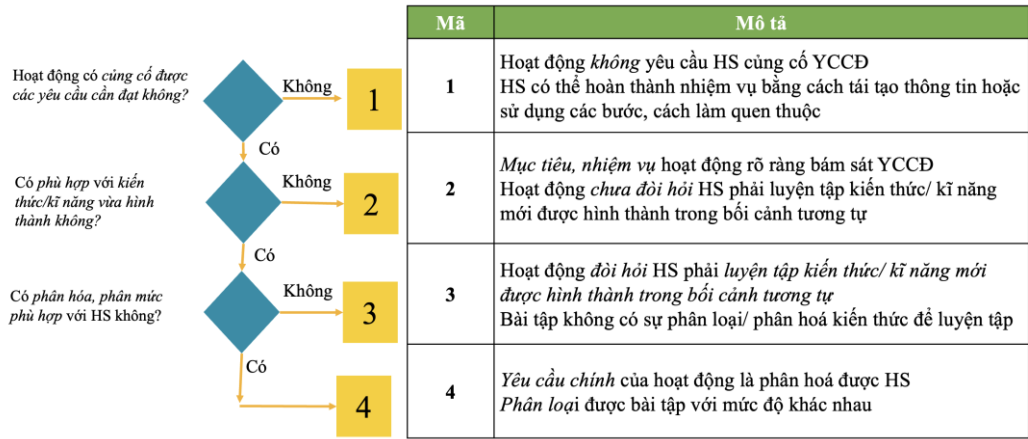 Hoạt động có củng cố được
các yêu cầu cần đạt không?
Không
1
Có
Có phù hợp với kiến
thức/kĩ năng vừa hình
thành không?
Không
2
Có
Có phân hóa, phân mức
phù hợp với HS không?
Không
3
Có
4
Mã
Mô tả
1
Hoạt động không yêu cầu HS củng cố YCCĐ
HS có thể hoàn thành nhiệm vụ bằng cách tái tạo thông tin hoặc
sử dụng các bước, cách làm quen thuộc
2
Mục tiêu, nhiệm vụ hoạt động rõ ràng bám sát YCCĐ
Hoạt động chưa đòi hỏi HS phải luyện tập kiến thức/ kĩ năng
mới được hình thành trong bối cảnh tương tự
3
Hoạt động đòi hỏi HS phải luyện tập kiến thức/ kĩ năng mới
được hình thành trong bối cảnh tương tự
Bài tập không có sự phân loại/ phân hoá kiến thức để luyện tập
4
Yêu cầu chính của hoạt động là phân hoá được HS
Phân loại được bài tập với mức độ khác nhau